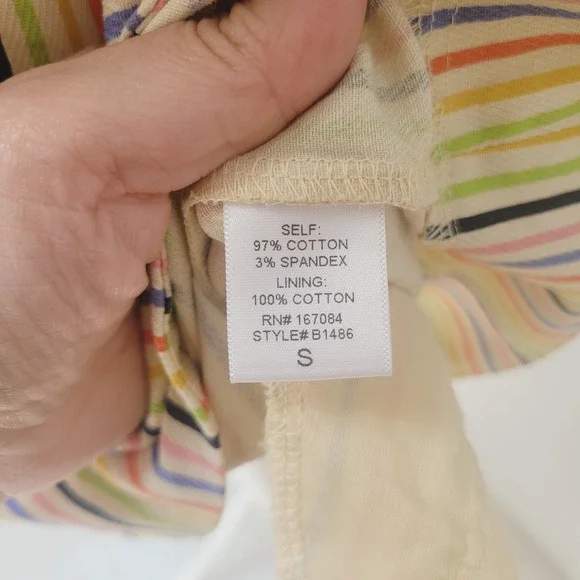 SELF:
97% COTTON
3% SPANDEX
LINING:
100% COTTON
RN# 167084
STYLE# B1486
S